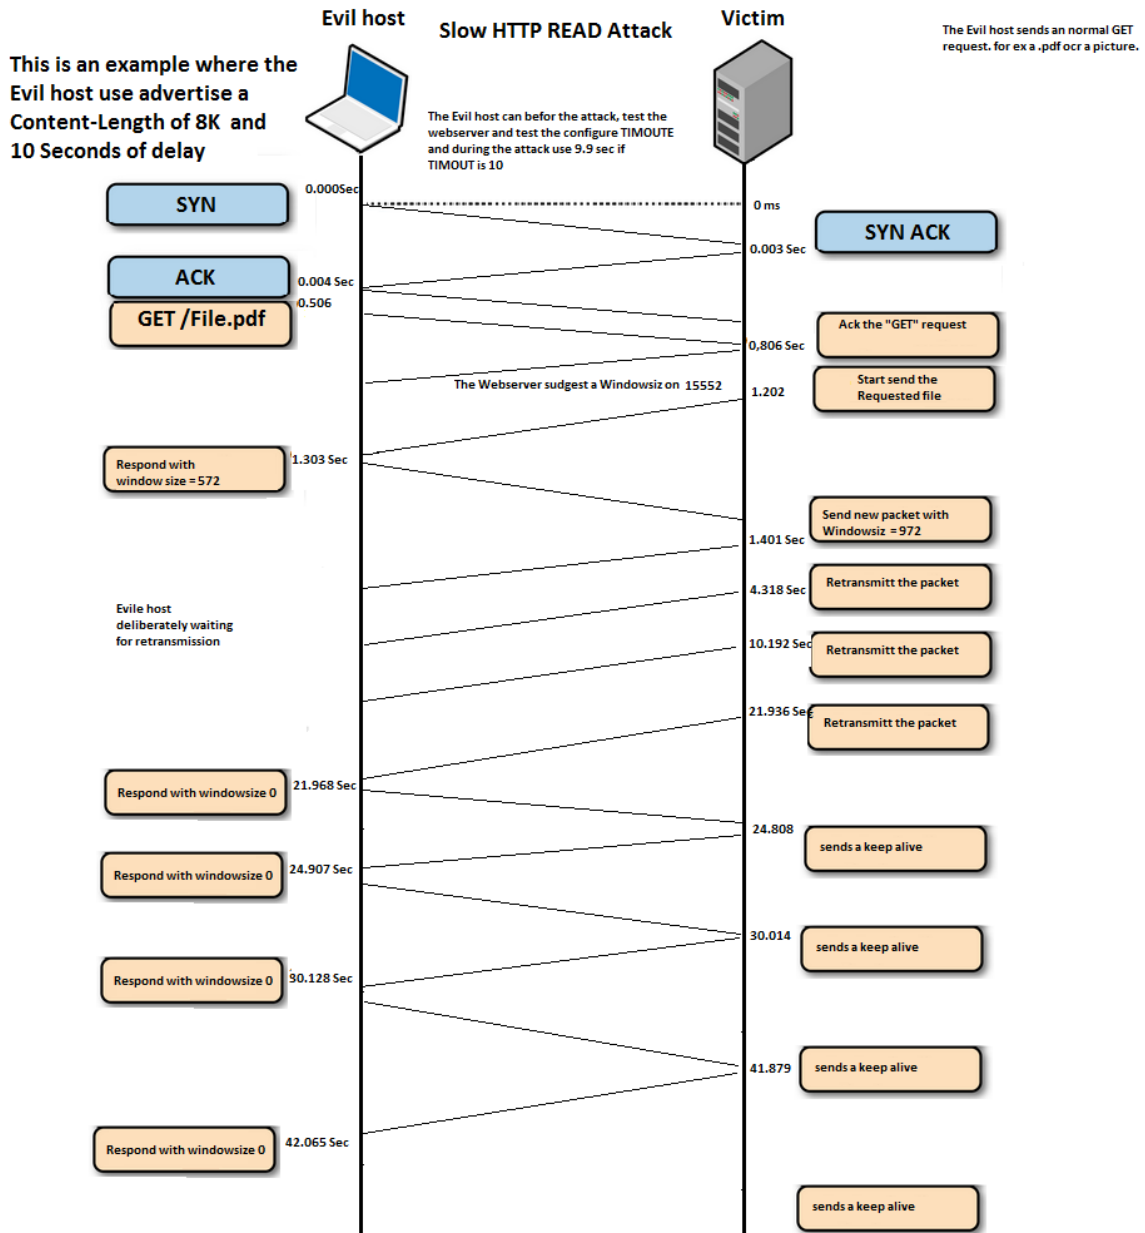 Evil host
Victim
Slow HTTP READ Attack
The Evil host sends an normal GET
request. for ex a .pdf ocr a picture.
This is an example where the
Evil host use advertise a
Content-Length of 8K and
10 Seconds of delay
The Evil host can befor the attack, test the
webserver and test the configure TIMOUTE
and during the attack use 9.9 sec if
TIMOUT is 10
0.000Sec
SYN
0 ms
SYN ACK
0.003 Sec
ACK
0.004 Sec
0.506
GET /File.pdf
Ack the "GET" request
0,806 Sec
The Webserver sudgest a Windowsiz on 15552
1.202
Start send the
Requested file
1.303 Sec
Respond with
window size = 572
Send new packet with
Windowsiz = 972
1.401 Sec
4.318 Sec
Retransmitt the packet
Evile host
deliberately waiting
for retransmission
10.192 Sec
Retransmitt the packet
21.936 Sec
Retransmitt the packet
21.968 Sec
Respond with windowsize 0
24.808
sends a keep alive
24.907 Sec
Respond with windowsize 0
30.014
sends a keep alive
30.128 Sec
Respond with windowsize 0
41.879
sends a keep alive
42.065 Sec
Respond with windowsize 0
sends a keep alive